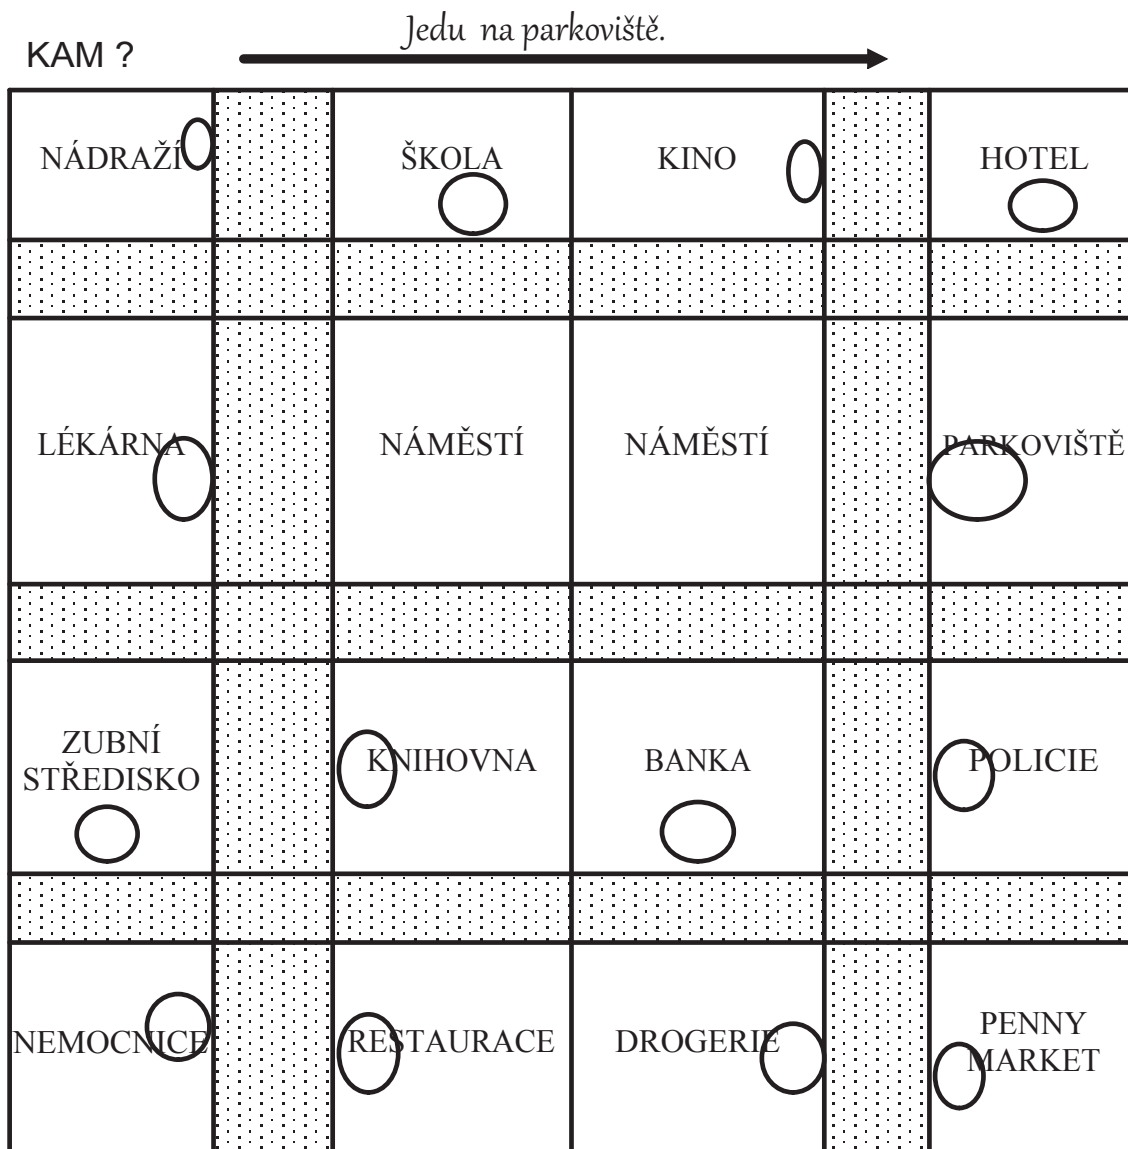 Jedu na parkoviště.
KAM ?
NÁDRAŽÍ
ŠKOLA
KINO
HOTEL
LÉKÁRNA
NÁMĚSTÍ
NÁMĚSTÍ
PARKOVIŠTĚ
ZUBNÍ
STŘEDISKO
KNIHOVNA
BANKA
POLICIE
NEMOCNICE
RESTAURACE
DROGERIE
PENNY
MARKET